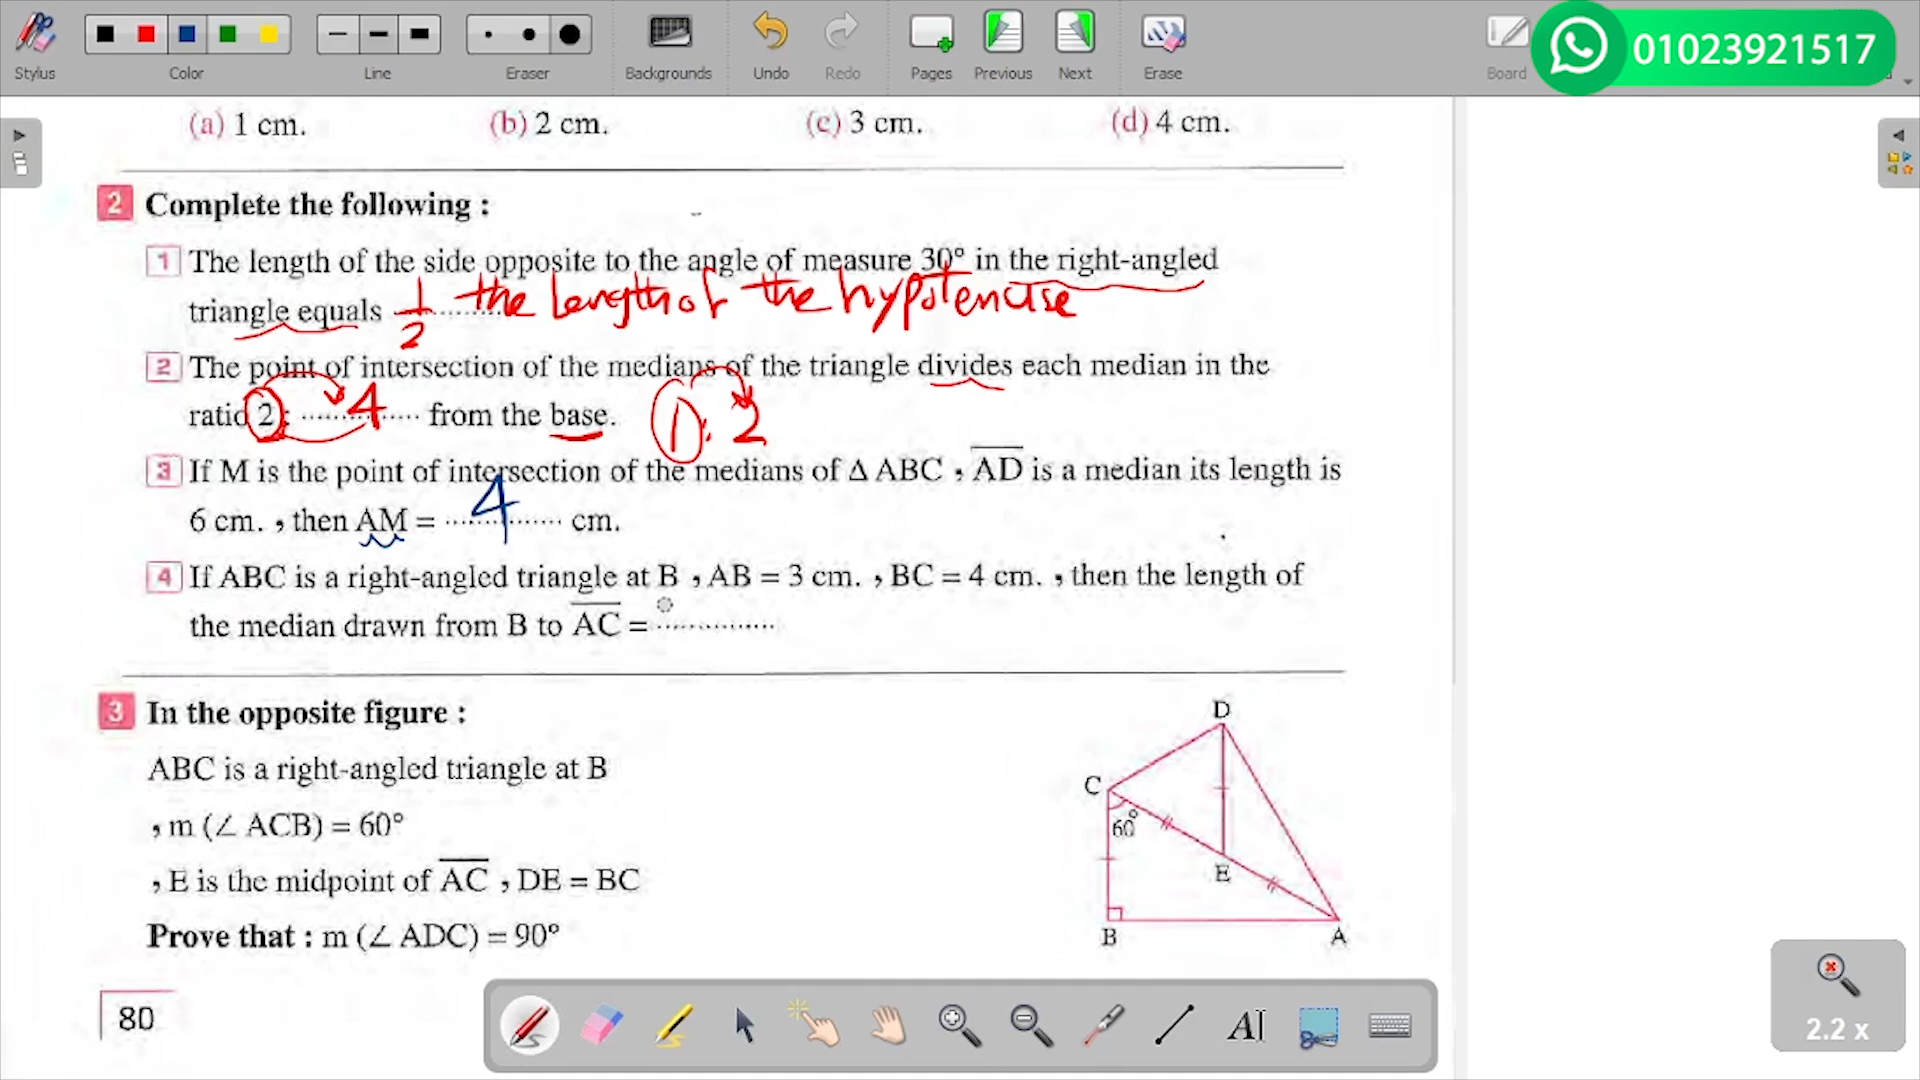 Stylus
Color
Line
Eraser
Backgrounds
Undo
Redo
Pages
Previous
Next
Erase
Board
01023921517
(a) 1 cm. (b) 2 cm. (c) 3 cm. (d) 4 cm.
2 Complete the following :
1 The length of the side opposite to the angle of measure 30° in the right-angled
triangle equals 1/2 the length of the hypotencise
2 The point of intersection of the medians of the triangle divides each median in the
ratio 2 : 4 from the base. 1 : 2
3 If M is the point of intersection of the medians of Δ ABC , AD is a median its length is
6 cm. , then AM = 4 cm.
4 If ABC is a right-angled triangle at B , AB = 3 cm. , BC = 4 cm. , then the length of
the median drawn from B to AC = ...............
3 In the opposite figure :
ABC is a right-angled triangle at B
, m (∠ ACB) = 60°
, E is the midpoint of AC , DE = BC
Prove that : m (∠ ADC) = 90°
D
C
60°
E
B
A
80
AI
2.2 x